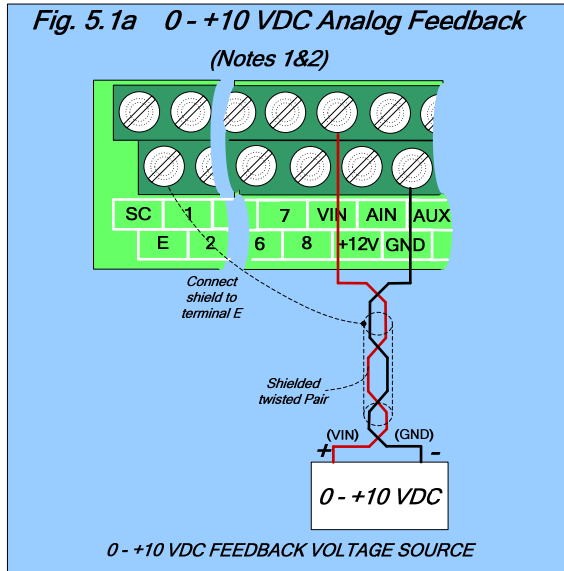 Fig. 5.1a 0 - +10 VDC Analog Feedback
(Notes 1&2)
SC 1 7 VIN AIN AUX
E 2 6 8 +12V GND
Connect
shield to
terminal E
Shielded
twisted Pair
(VIN) (GND)
+ -
0 - +10 VDC
0 - +10 VDC FEEDBACK VOLTAGE SOURCE